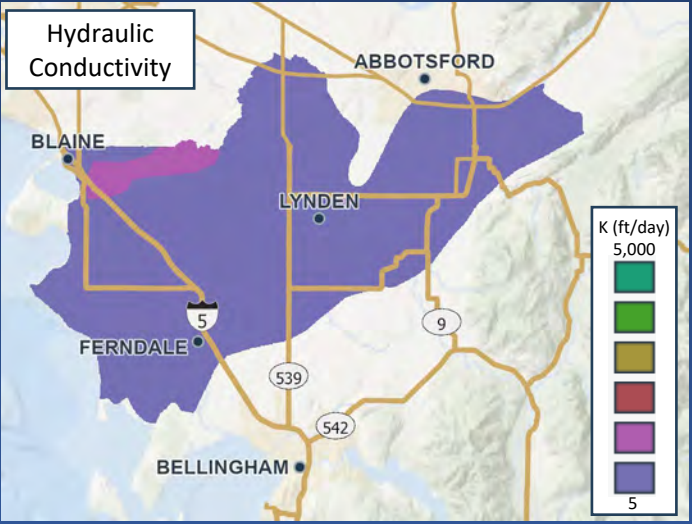 Hydraulic
Conductivity
ABBOTSFORD
BLAINE
LYNDEN
K (ft/day)
5,000
5
9
FERNDALE
539
542
BELLINGHAM
5